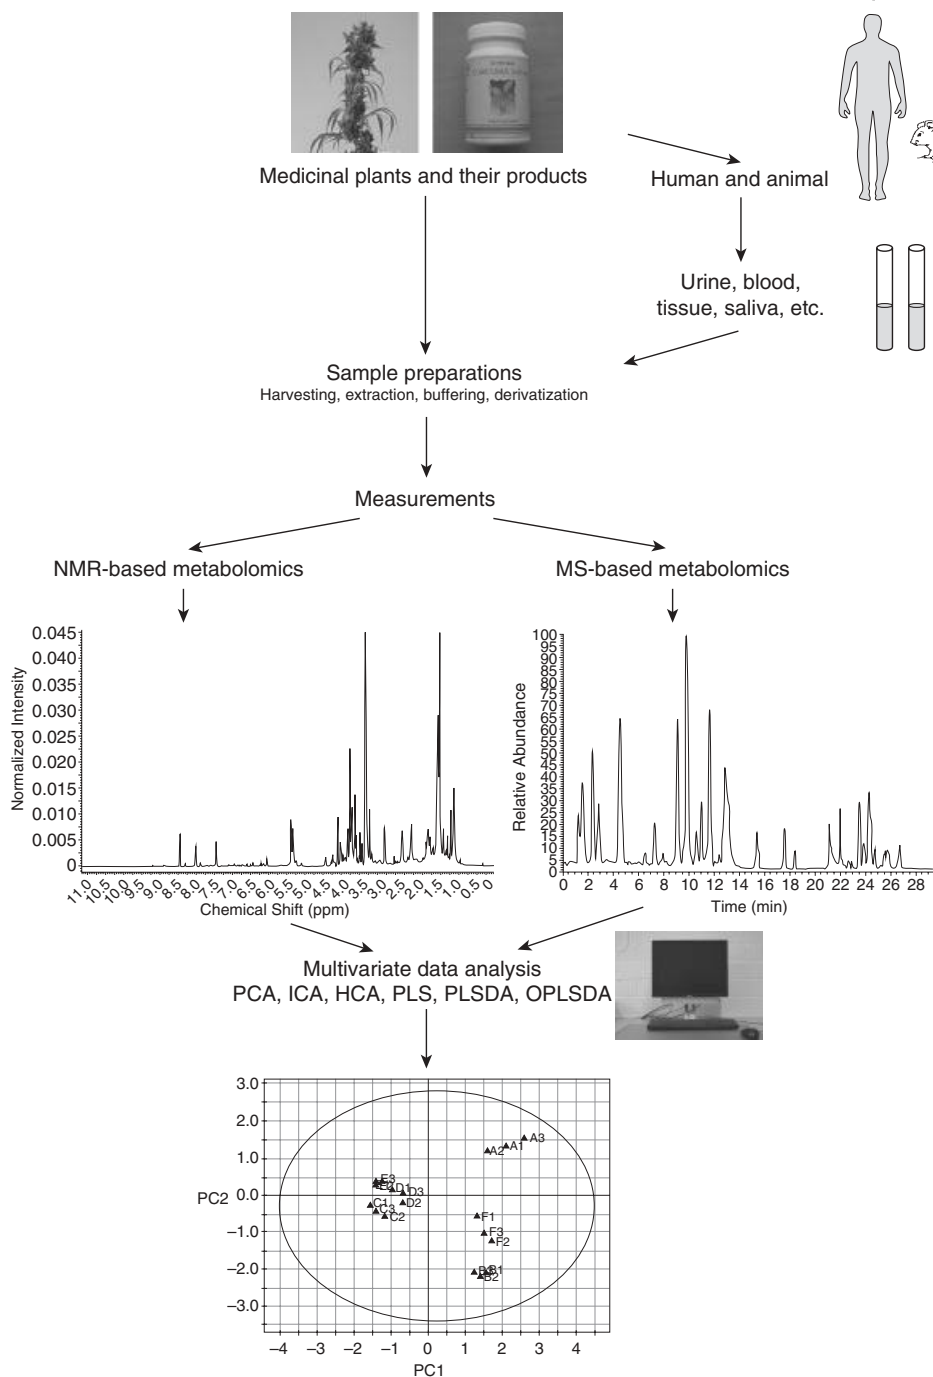 Medicinal plants and their products
Human and animal
Urine, blood,
tissue, saliva, etc.
Sample preparations
Harvesting, extraction, buffering, derivatization
Measurements
NMR-based metabolomics
MS-based metabolomics
Normalized Intensity
0.045
0.040
0.035
0.030
0.025
0.020
0.015
0.010
0.005
0
11.0 10.5 10.0 9.5 9.0 8.5 8.0 7.5 7.0 6.5 6.0 5.5 5.0 4.5 4.0 3.5 3.0 2.5 2.0 1.5 1.0 0.5 0
Chemical Shift (ppm)
Relative Abundance
100
95
90
85
80
75
70
65
60
55
50
45
40
35
30
25
20
15
10
5
0
0 2 4 6 8 10 12 14 16 18 20 22 24 26 28
Time (min)
Multivariate data analysis
PCA, ICA, HCA, PLS, PLSDA, OPLSDA
PC2
3.0
2.0
1.0
0.0
–1.0
–2.0
–3.0
A2 A1 A3
E3
D1 D3
C1 D2
C3 C2
F1
F3
F2
B1
B2
–4 –3 –2 –1 0 1 2 3 4
PC1